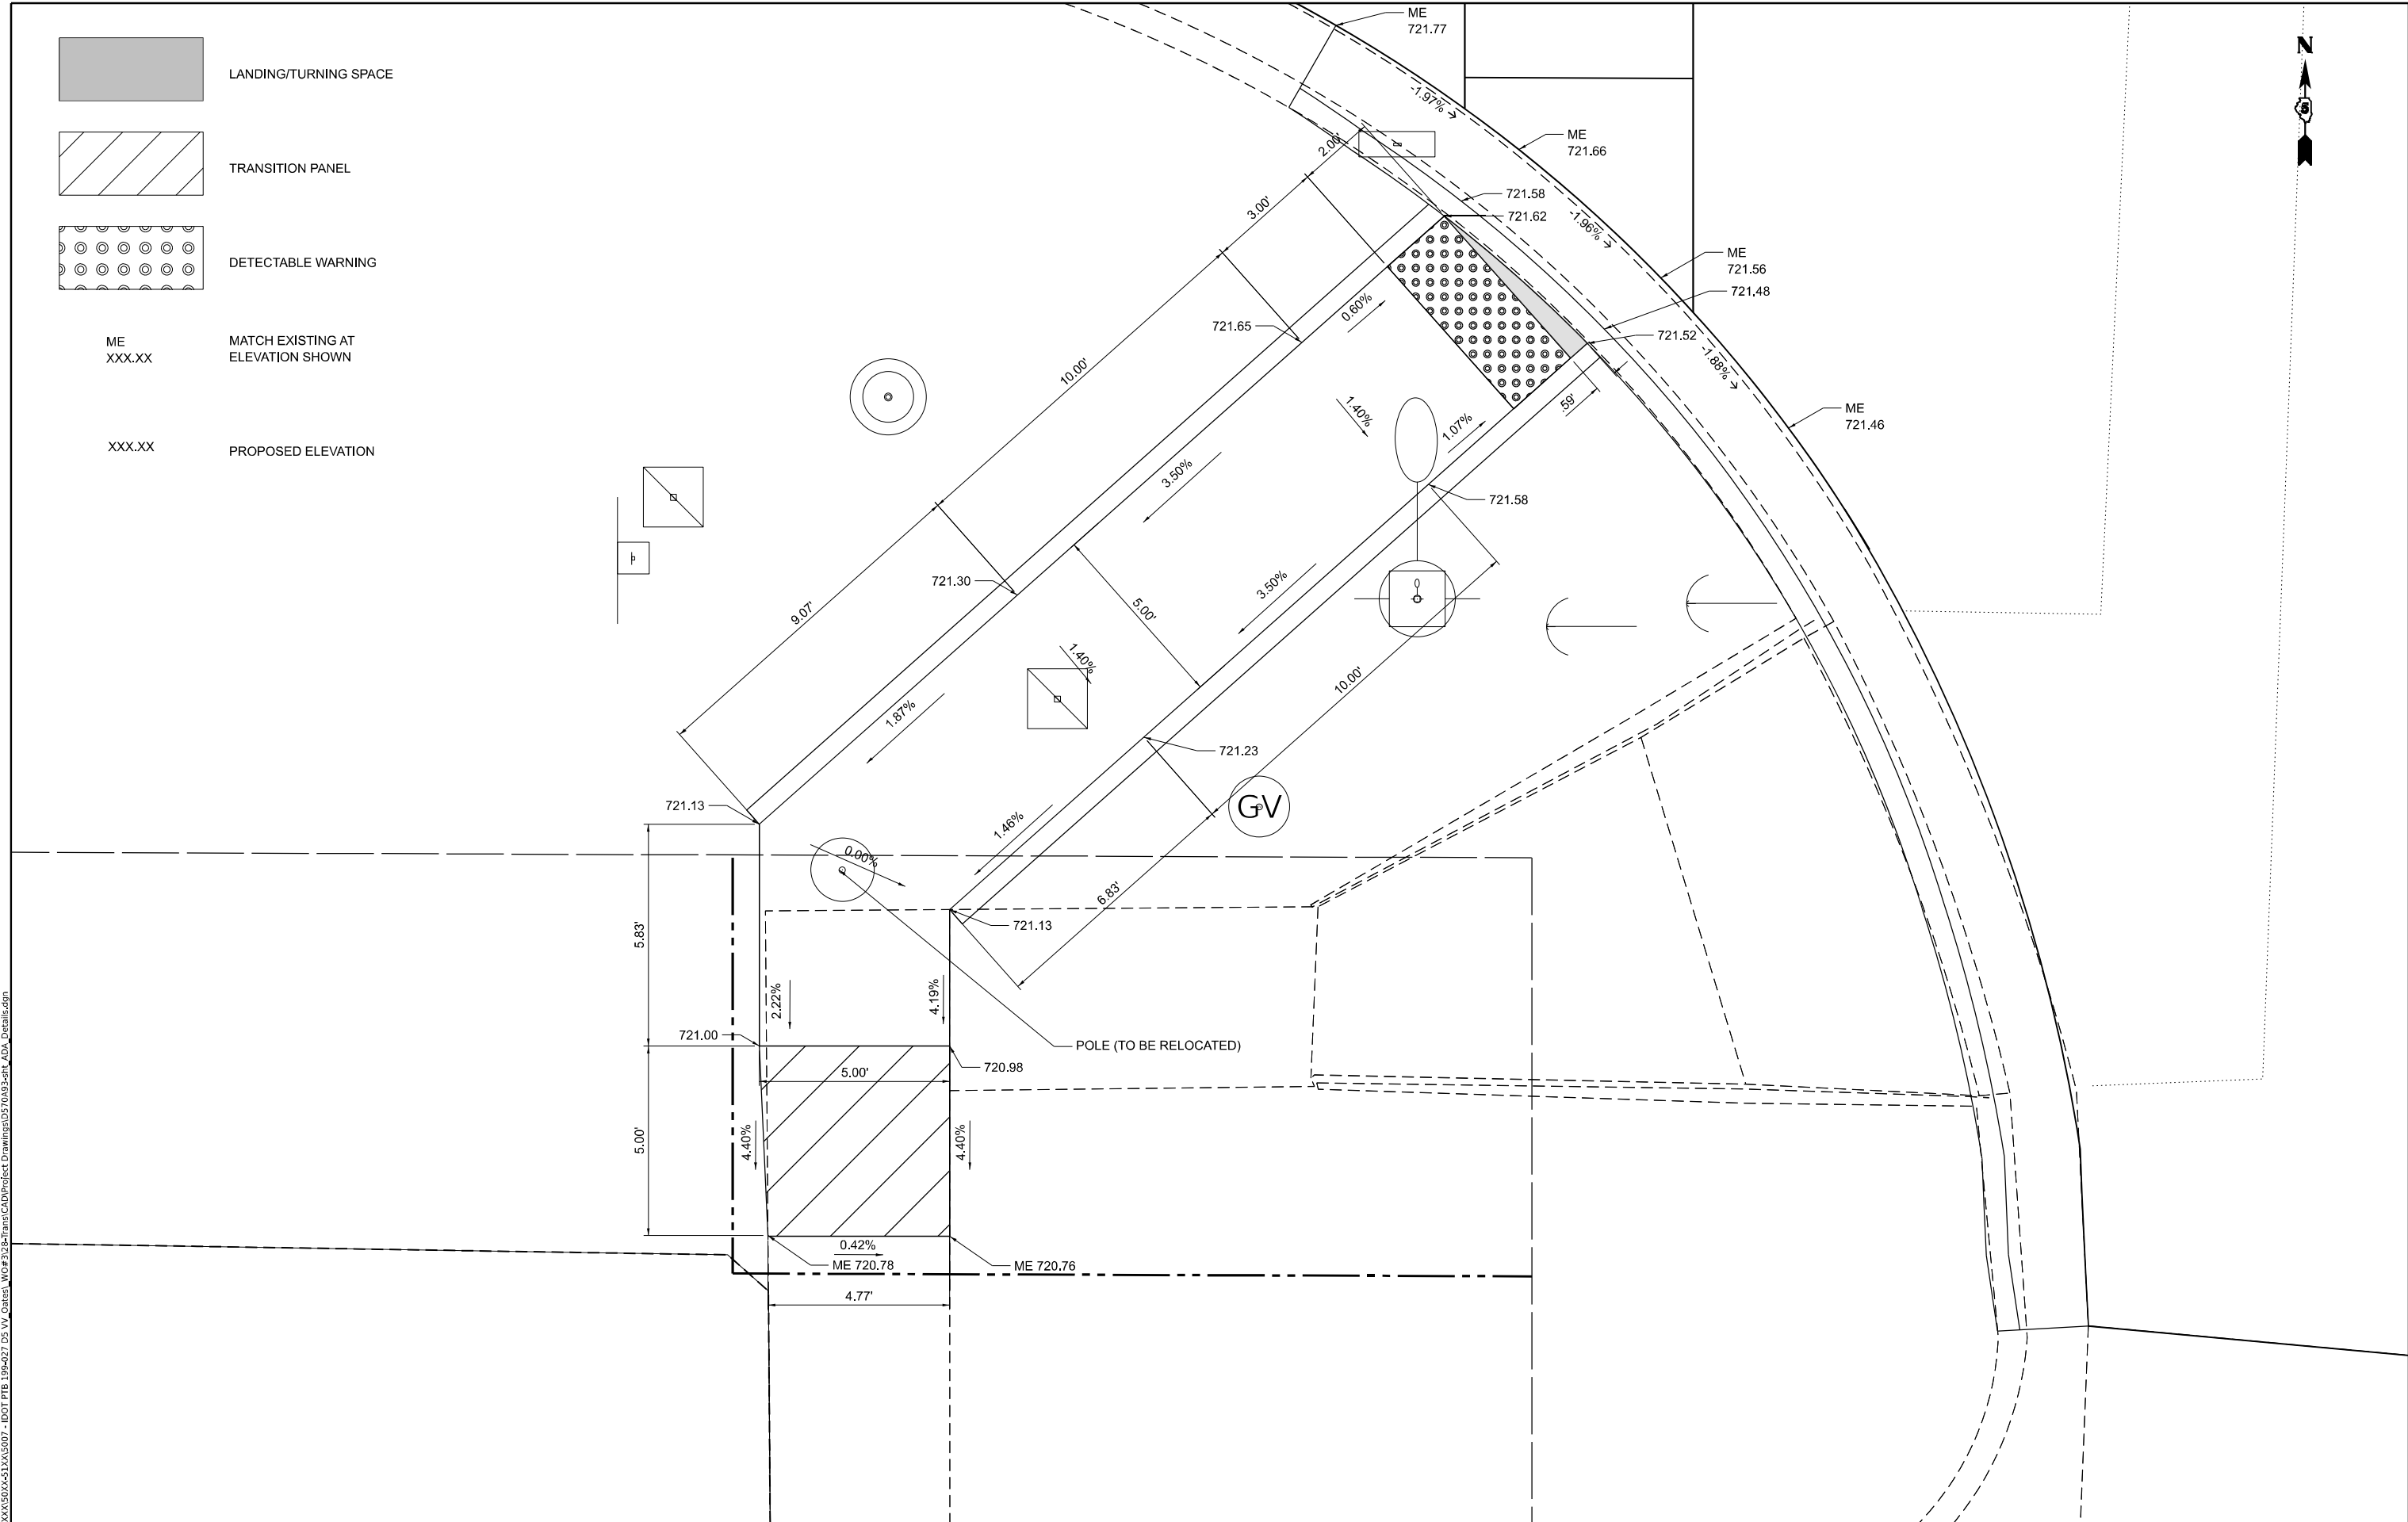 LANDING/TURNING SPACE
TRANSITION PANEL
DETECTABLE WARNING
ME
XXX.XX
MATCH EXISTING AT
ELEVATION SHOWN
XXX.XX
PROPOSED ELEVATION
N
5
ME
721.77
-1.97%
ME
721.66
721.58
721.62
-1.96%
ME
721.56
721.48
721.52
-1.88%
ME
721.46
2.00'
3.00'
10.00'
9.07'
721.65
0.60%
1.40%
1.07%
.59'
3.50%
721.58
721.30
5.00'
3.50%
1.40%
10.00'
1.87%
721.23
GV
721.13
1.46%
0.00%
6.83'
721.13
5.83'
2.22%
4.19%
721.00
POLE (TO BE RELOCATED)
720.98
5.00'
5.00'
4.40%
4.40%
0.42%
ME 720.78
ME 720.76
4.77'